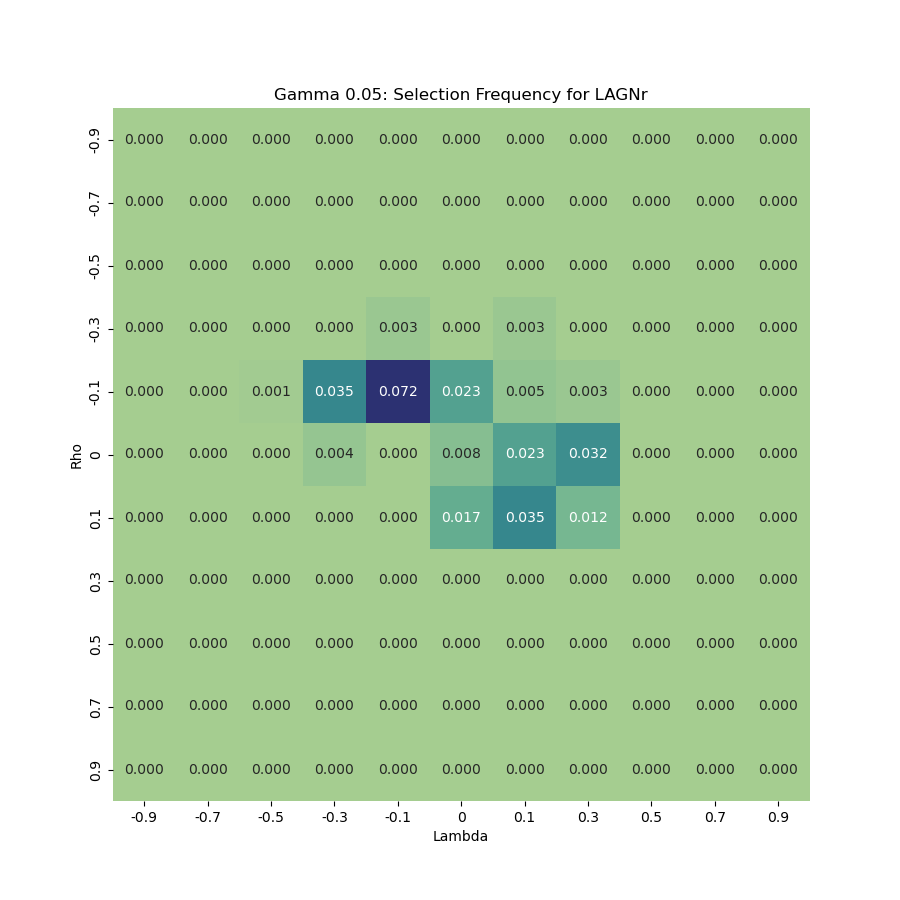 Gamma 0.05: Selection Frequency for LAGNr
-0.9 0.000 0.000 0.000 0.000 0.000 0.000 0.000 0.000 0.000 0.000 0.000
-0.7 0.000 0.000 0.000 0.000 0.000 0.000 0.000 0.000 0.000 0.000 0.000
-0.5 0.000 0.000 0.000 0.000 0.000 0.000 0.000 0.000 0.000 0.000 0.000
-0.3 0.000 0.000 0.000 0.000 0.003 0.000 0.003 0.000 0.000 0.000 0.000
-0.1 0.000 0.000 0.001 0.035 0.072 0.023 0.005 0.003 0.000 0.000 0.000
Rho
0 0.000 0.000 0.000 0.004 0.000 0.008 0.023 0.032 0.000 0.000 0.000
0.1 0.000 0.000 0.000 0.000 0.000 0.017 0.035 0.012 0.000 0.000 0.000
0.3 0.000 0.000 0.000 0.000 0.000 0.000 0.000 0.000 0.000 0.000 0.000
0.5 0.000 0.000 0.000 0.000 0.000 0.000 0.000 0.000 0.000 0.000 0.000
0.7 0.000 0.000 0.000 0.000 0.000 0.000 0.000 0.000 0.000 0.000 0.000
0.9 0.000 0.000 0.000 0.000 0.000 0.000 0.000 0.000 0.000 0.000 0.000
-0.9 -0.7 -0.5 -0.3 -0.1 0 0.1 0.3 0.5 0.7 0.9
Lambda